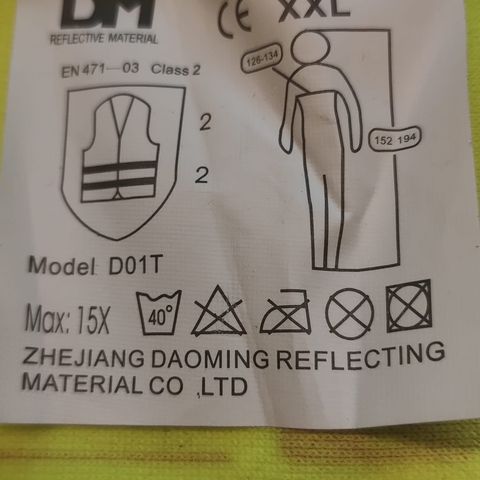 DM
REFLECTIVE MATERIAL
CE XXL
EN 471—03 Class 2
2
2
126-134
152 194
Model: D01T
Max: 15X 40°
ZHEJIANG DAOMING REFLECTING
MATERIAL CO ,LTD